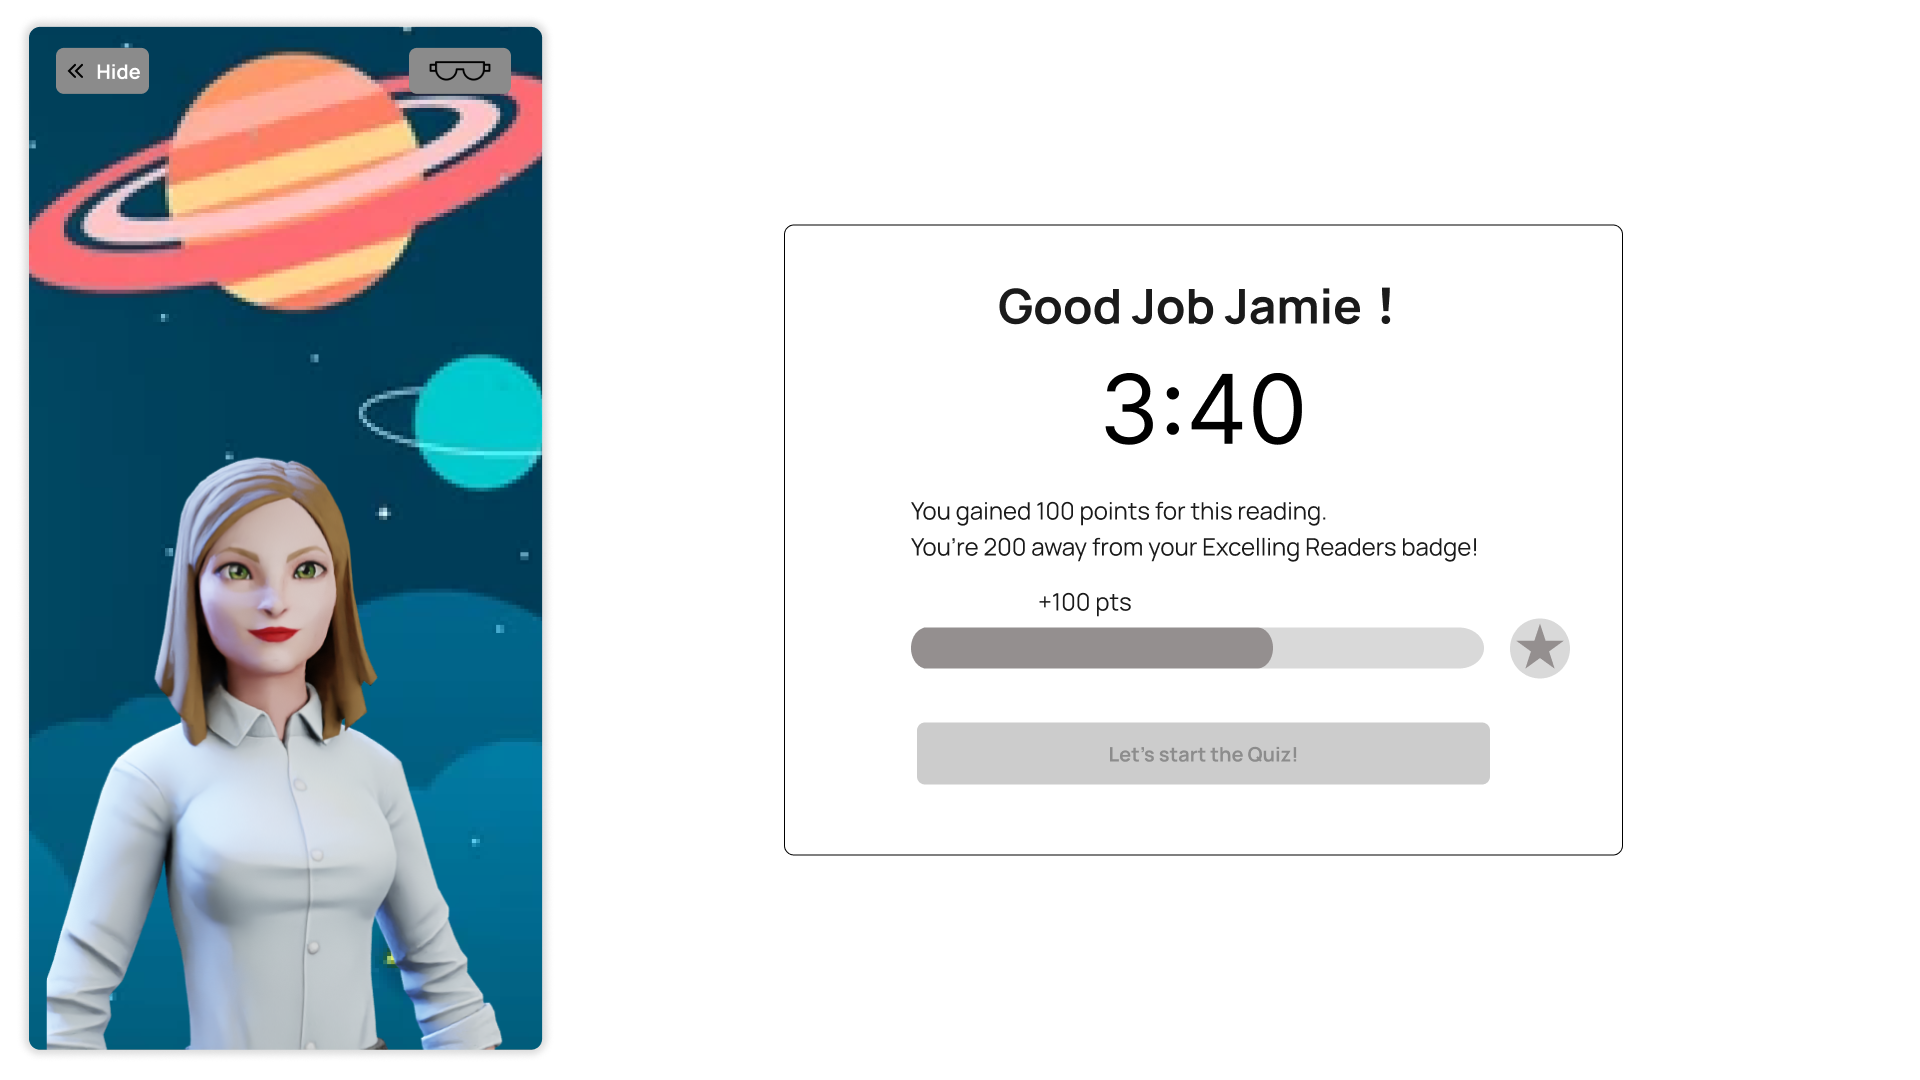 Hide
Good Job Jamie !
3:40
You gained 100 points for this reading.
You're 200 away from your Excelling Readers badge!
+100 pts
Let's start the Quiz!